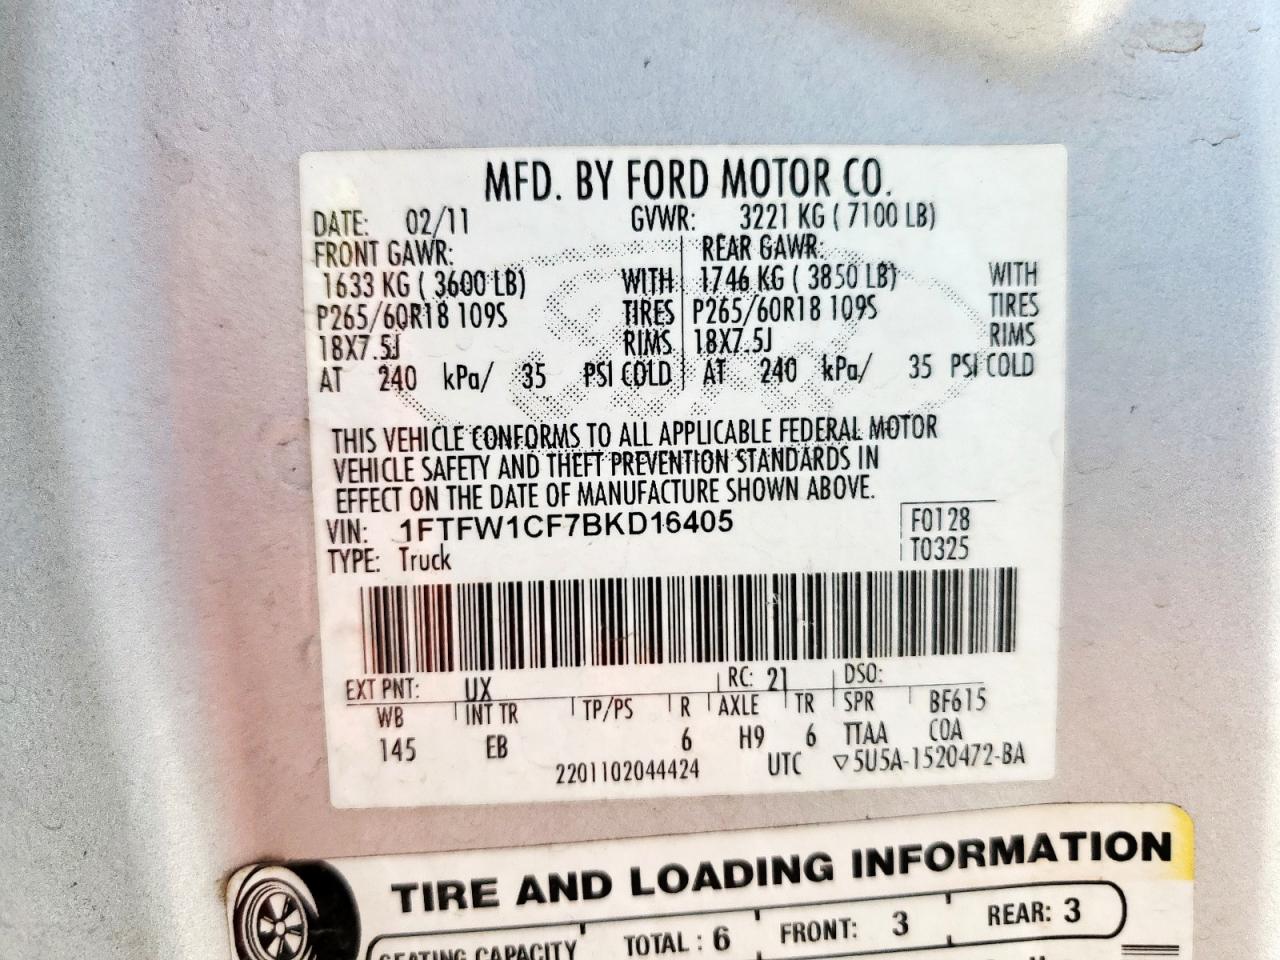 MFD. BY FORD MOTOR CO.
DATE: 02/11 GVWR: 3221 KG ( 7100 LB)
FRONT GAWR: REAR GAWR:
1633 KG ( 3600 LB) WITH 1746 KG ( 3850 LB) WITH
P265/60R18 109S TIRES P265/60R18 109S TIRES
18X7.5J RIMS 18X7.5J RIMS
AT 240 kPa/ 35 PSI COLD AT 240 kPa/ 35 PSI COLD
THIS VEHICLE CONFORMS TO ALL APPLICABLE FEDERAL MOTOR
VEHICLE SAFETY AND THEFT PREVENTION STANDARDS IN
EFFECT ON THE DATE OF MANUFACTURE SHOWN ABOVE.
VIN: 1FTFW1CF7BKD16405 F0128
TYPE: Truck T0325
EXT PNT: UX RC: 21 DSO:
WB INT TR TP/PS R AXLE TR SPR BF615
145 EB 6 H9 6 TTAA COA
2201102044424 UTC ▽5U5A-1520472-BA
TIRE AND LOADING INFORMATION
SEATING CAPACITY TOTAL : 6 FRONT: 3 REAR: 3